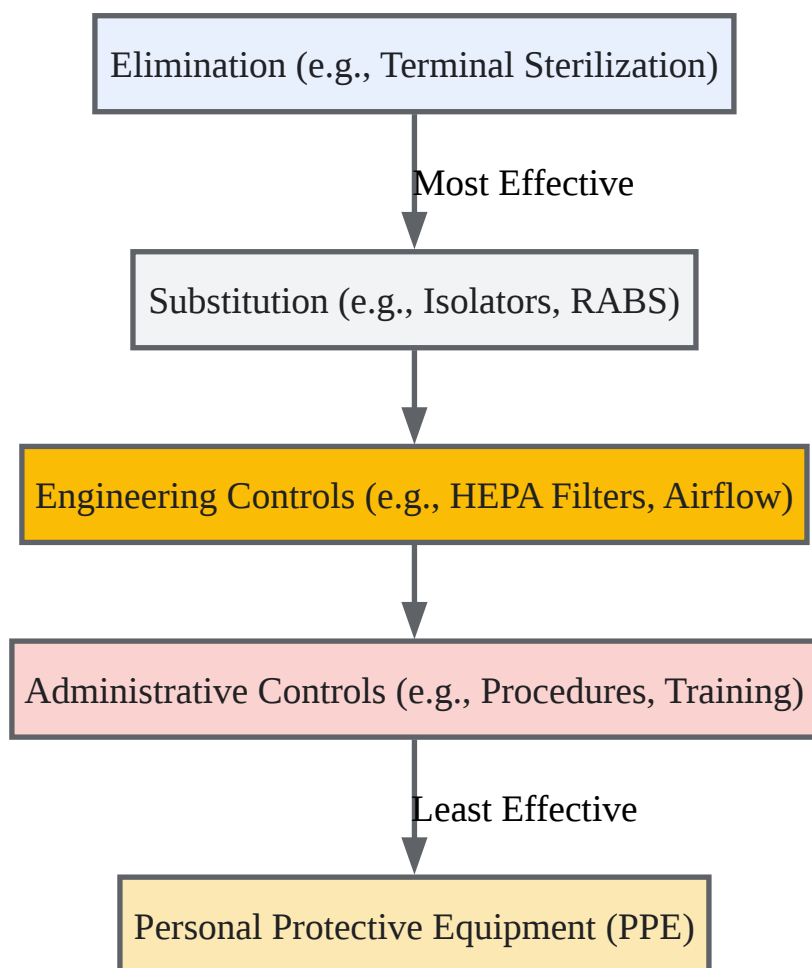 Elimination (e.g., Terminal Sterilization)
Most Effective
Substitution (e.g., Isolators, RABS)
Engineering Controls (e.g., HEPA Filters, Airflow)
Administrative Controls (e.g., Procedures, Training)
Least Effective
Personal Protective Equipment (PPE)